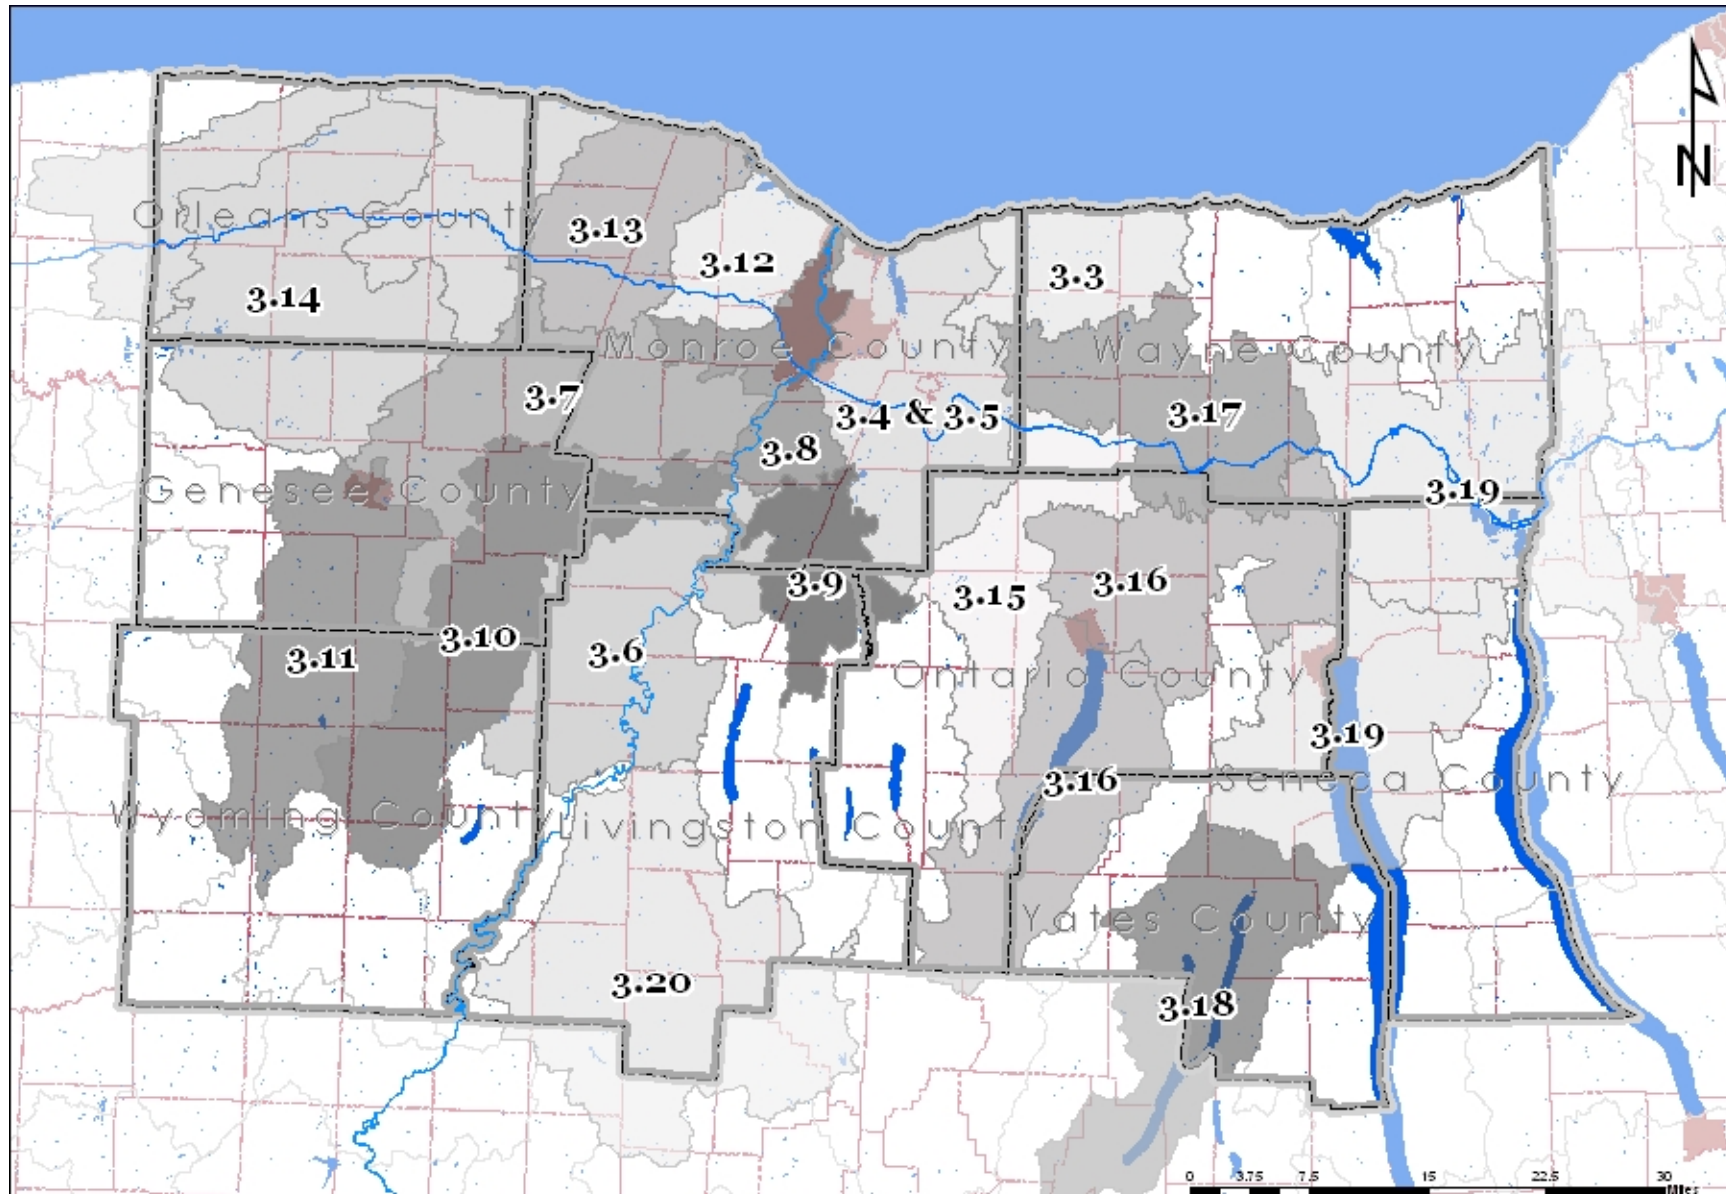 Orleans County
3.13
3.12
3.3
3.14
Monroe County
Wayne County
3.7
3.4 & 3.5
3.17
3.8
Genesee County
3.19
3.9
3.15
3.16
3.10
3.11
3.6
Ontario County
3.19
3.16
Seneca County
Wyoming County
Livingston Count
Yates County
3.20
3.18
N
0 3.75 7.5 15 22.5 30
Miles